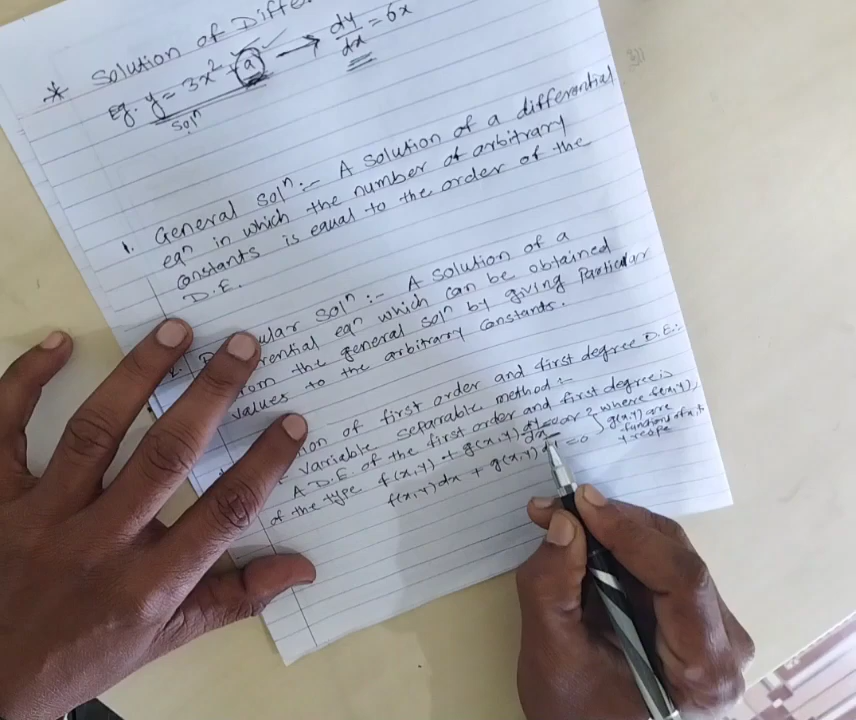 * Solution of Diffe
Eg. y = 3x² + a → dy/dx = 6x
Solⁿ
1. General Solⁿ :- A Solution of a differential
eqⁿ in which the number of arbitrary
constants is equal to the order of the
D.E.
2. P ular Solⁿ :- A Solution of a
rential eqⁿ which can be obtained
rom the general solⁿ by giving Particular
values to the arbitrary constants.
ion of first order and first degree D.E:-
variable separable method :-
A D.E. of the first order and first degree is
of the type f(x,y) + g(x,y) dy/dx = 0 or } where f(x,y),
f(x,y)dx + g(x,y)d = 0 g(x,y) are
functions of x,
y respe